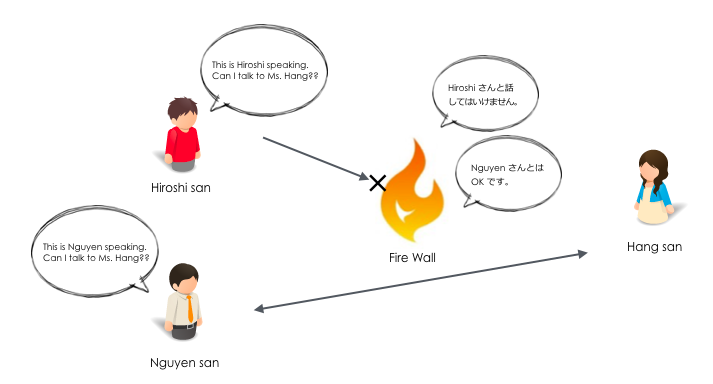 This is Hiroshi speaking.
Can I talk to Ms. Hang??
Hiroshi さんと話
してはいけません。
Hiroshi san
Nguyen さんとは
OK です。
Fire Wall
Hang san
This is Nguyen speaking.
Can I talk to Ms. Hang??
Nguyen san